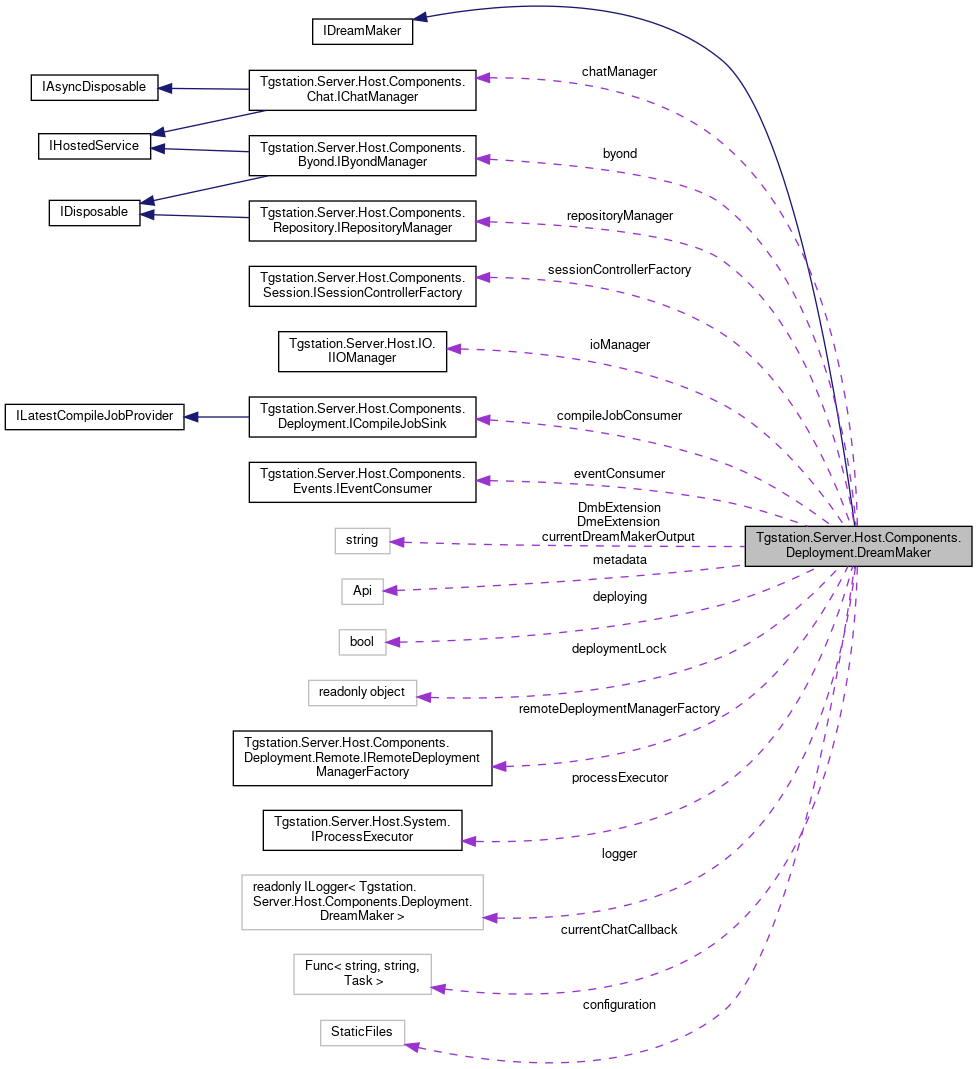 IDreamMaker
chatManager
IAsyncDisposable
Tgstation.Server.Host.Components.
Chat.IChatManager
IHostedService
Tgstation.Server.Host.Components.
Byond.IByondManager
byond
IDisposable
Tgstation.Server.Host.Components.
Repository.IRepositoryManager
repositoryManager
Tgstation.Server.Host.Components.
Session.ISessionControllerFactory
sessionControllerFactory
Tgstation.Server.Host.IO.
IIOManager
ioManager
ILatestCompileJobProvider
Tgstation.Server.Host.Components.
Deployment.ICompileJobSink
compileJobConsumer
Tgstation.Server.Host.Components.
Events.IEventConsumer
eventConsumer
string
DmbExtension
DmeExtension
currentDreamMakerOutput
Tgstation.Server.Host.Components.
Deployment.DreamMaker
Api
metadata
bool
deploying
readonly object
deploymentLock
Tgstation.Server.Host.Components.
Deployment.Remote.IRemoteDeployment
ManagerFactory
remoteDeploymentManagerFactory
Tgstation.Server.Host.System.
IProcessExecutor
processExecutor
readonly ILogger< Tgstation.
Server.Host.Components.Deployment.
DreamMaker >
logger
Func< string, string,
Task >
currentChatCallback
StaticFiles
configuration